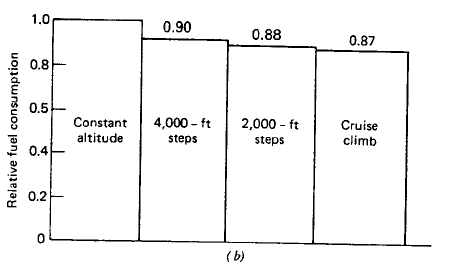 1.0
0.90
0.88
0.87
0.8
0.5
0.4
0.2
0
Relative fuel consumption
Constant
altitude
4,000 – ft
steps
2,000 – ft
steps
Cruise
climb
(b)